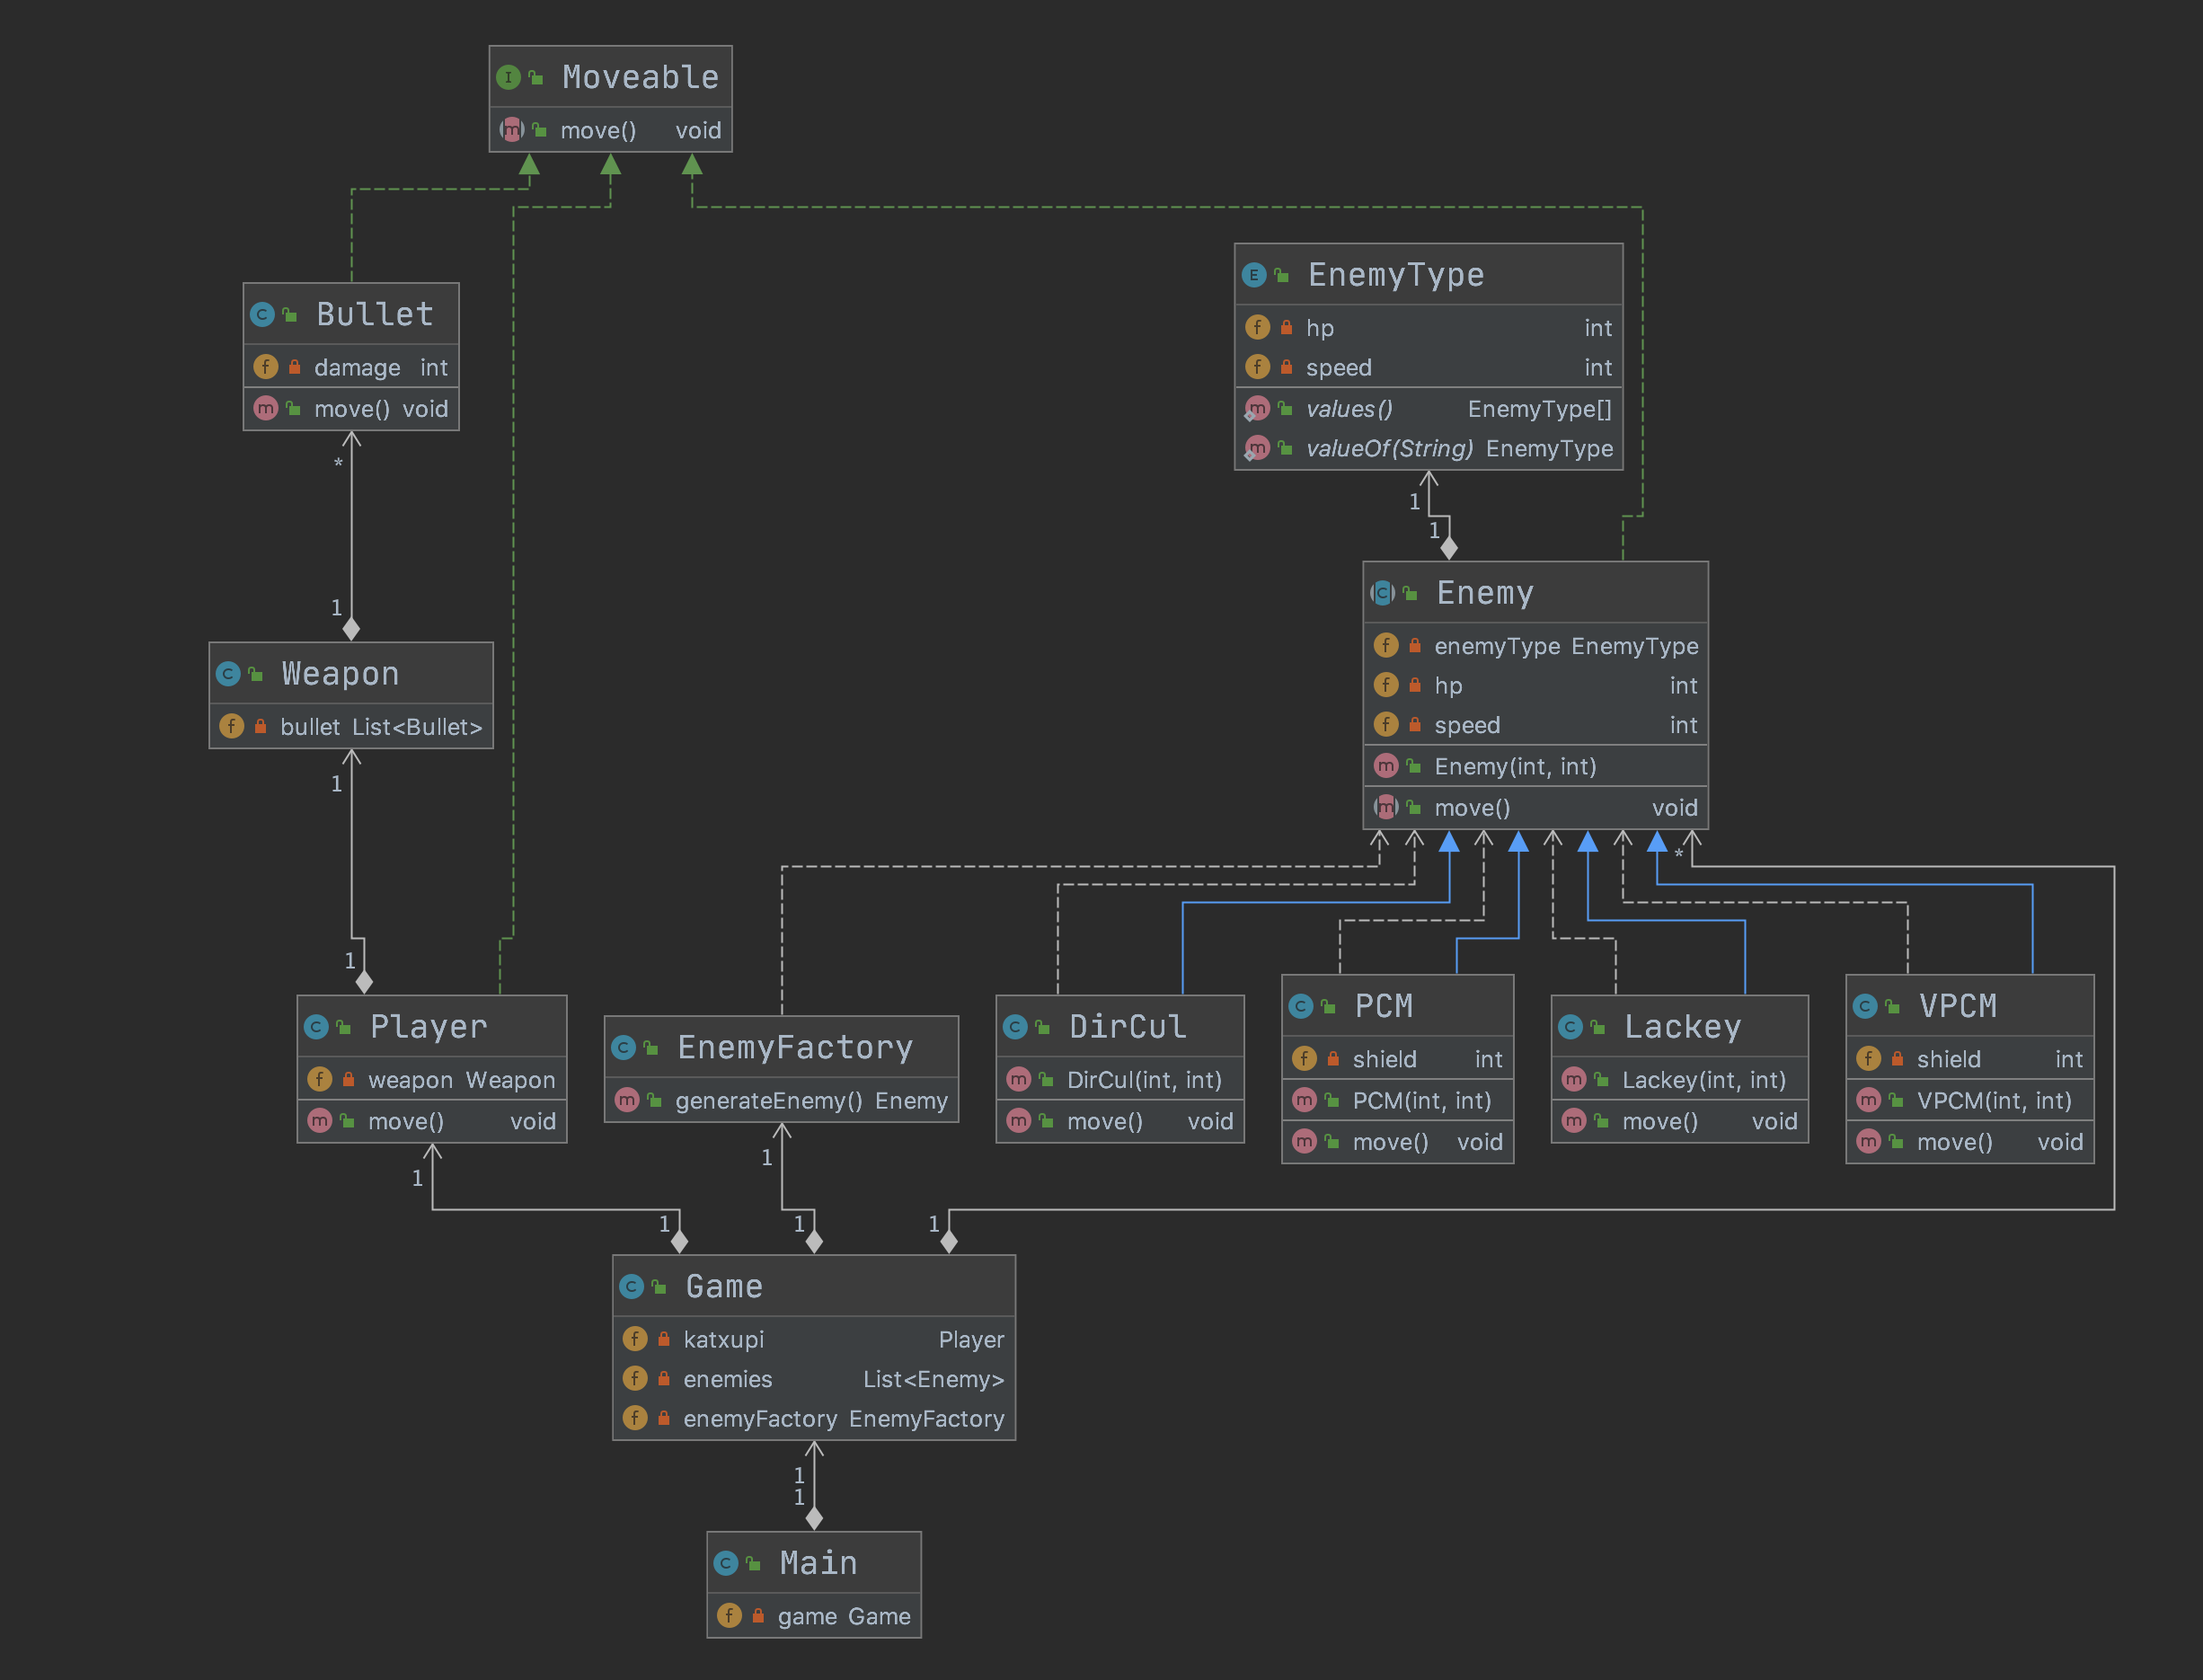 Moveable
move() void
Bullet
damage int
move() void
*
1
Weapon
bullet List<Bullet>
1
1
EnemyType
hp int
speed int
values() EnemyType[]
valueOf(String) EnemyType
1
1
Enemy
enemyType EnemyType
hp int
speed int
Enemy(int, int)
move() void
*
Player
weapon Weapon
move() void
EnemyFactory
generateEnemy() Enemy
DirCul
DirCul(int, int)
move() void
PCM
shield int
PCM(int, int)
move() void
Lackey
Lackey(int, int)
move() void
VPCM
shield int
VPCM(int, int)
move() void
1
1
1
1
1
Game
katxupi Player
enemies List<Enemy>
enemyFactory EnemyFactory
1
1
Main
game Game